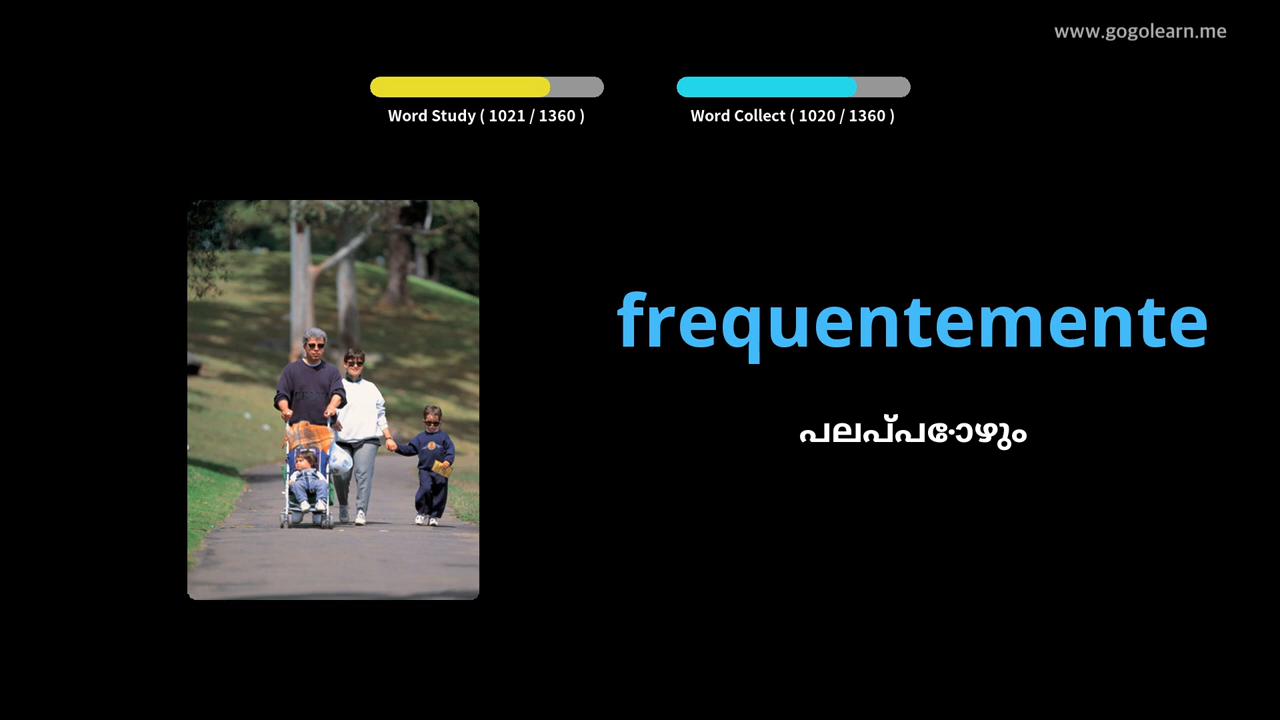 www.gogolearn.me
Word Study ( 1021 / 1360 )
Word Collect ( 1020 / 1360 )
frequentemente
പലപ്പോഴും